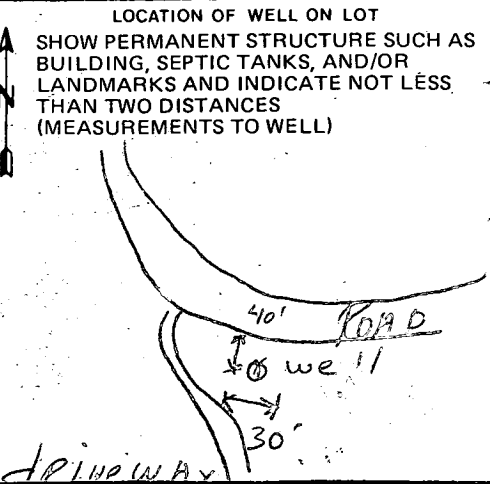 LOCATION OF WELL ON LOT
SHOW PERMANENT STRUCTURE SUCH AS
BUILDING, SEPTIC TANKS, AND/OR
LANDMARKS AND INDICATE NOT LESS
THAN TWO DISTANCES
(MEASUREMENTS TO WELL)
N
40' ROAD
well
30'
driveway